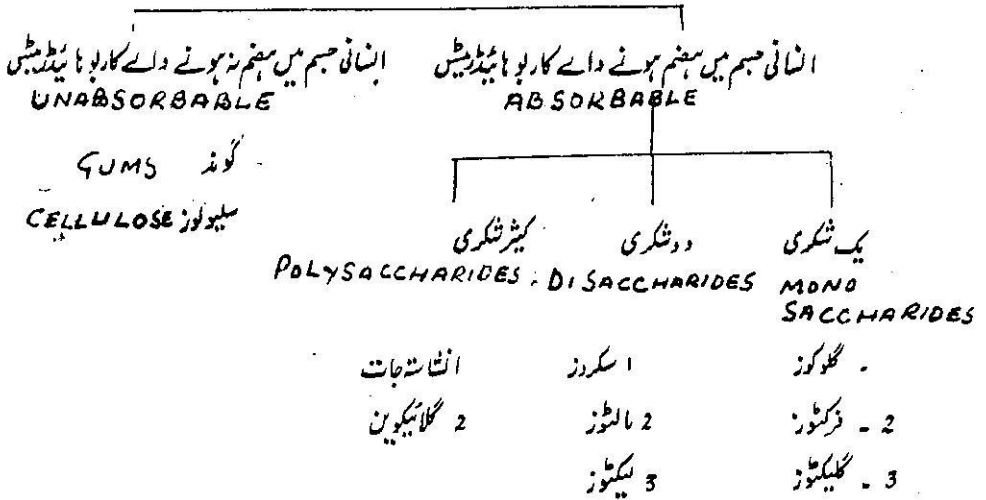 انسانی جسم میں ہضم ہونے والے کاربوہائیڈریٹس انسانی جسم میں ہضم نہ ہونے والے کاربوہائیڈریٹس
ABSORBABLE UNABSORBABLE
گوند GUMS
سلیولوز CELLULOSE
یک شکری دو شکری کثیر شکری
MONO SACCHARIDES DISACCHARIDES POLYSACCHARIDES
- گلوکوز 1 سکروز 1 نشاستہ جات
2 - فرکٹوز 2 مالٹوز 2 گلائیکوجن
3 - گلیکٹوز 3 لیکٹوز